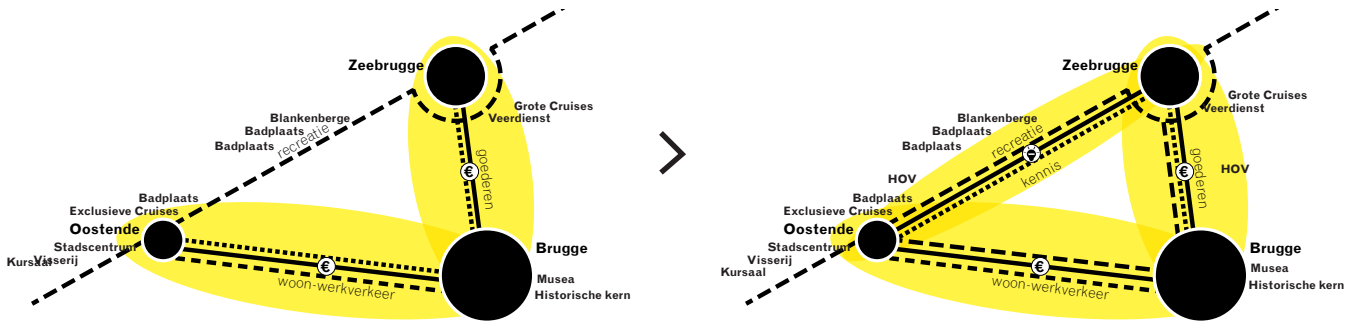 Zeebrugge
Grote Cruises
Veerdienst
Blankenberge
Badplaats
Badplaats
recreatie
goederen
€
Badplaats
Exclusieve Cruises
Oostende
Stadscentrum
Visserij
Kursaal
€
woon-werkverkeer
Brugge
Musea
Historische kern
Zeebrugge
Grote Cruises
Veerdienst
Blankenberge
Badplaats
Badplaats
recreatie
kennis
goederen
€
HOV
HOV
Badplaats
Exclusieve Cruises
Oostende
Stadscentrum
Visserij
Kursaal
€
woon-werkverkeer
Brugge
Musea
Historische kern